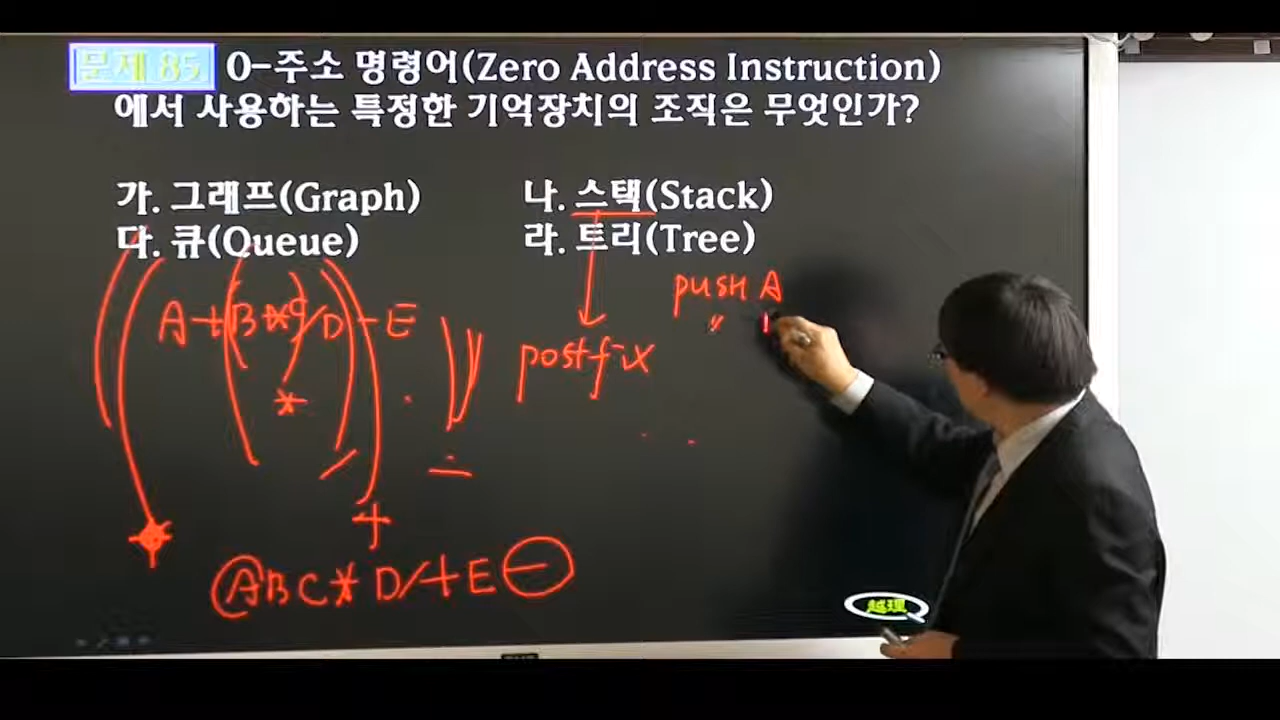 문제 85. 0-주소 명령어(Zero Address Instruction)
에서 사용하는 특정한 기억장치의 조직은 무엇인가?
가. 그래프(Graph) 나. 스택(Stack)
다. 큐(Queue) 라. 트리(Tree)
push A
〃
A+(B*C/D)-E
postfix
*
/
-
+
ABC*D/+E-
越理